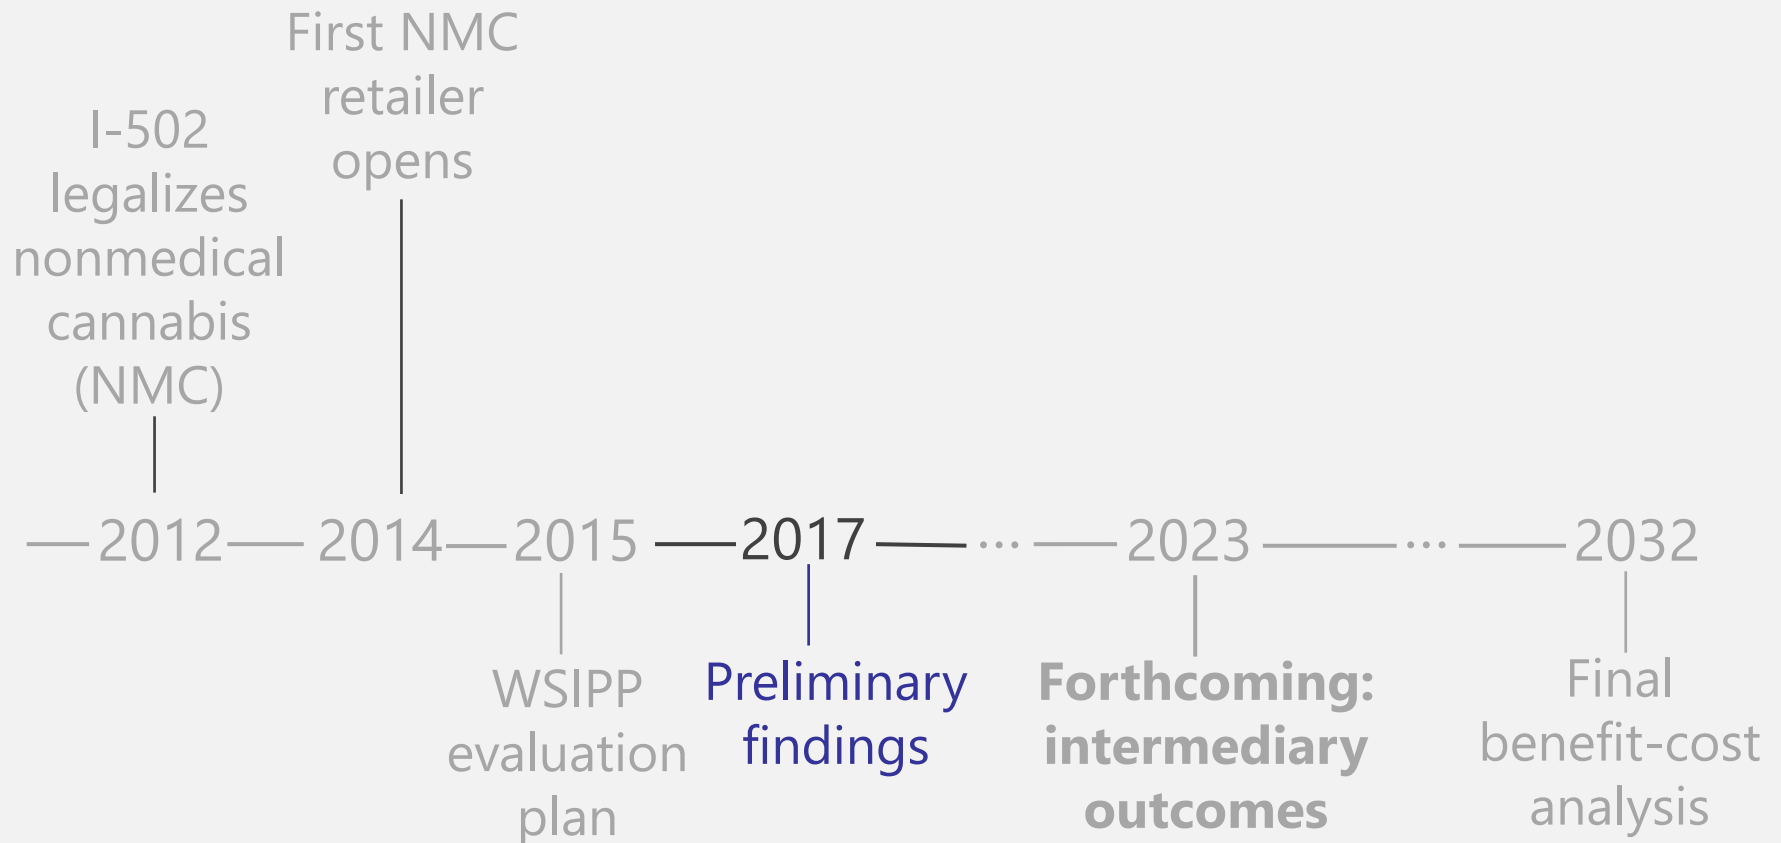 First NMC
retailer
opens
I-502
legalizes
nonmedical
cannabis
(NMC)
2012 2014 2015 2017 ... 2023 ... 2032
WSIPP
evaluation
plan
Preliminary
findings
Forthcoming:
intermediary
outcomes
Final
benefit-cost
analysis